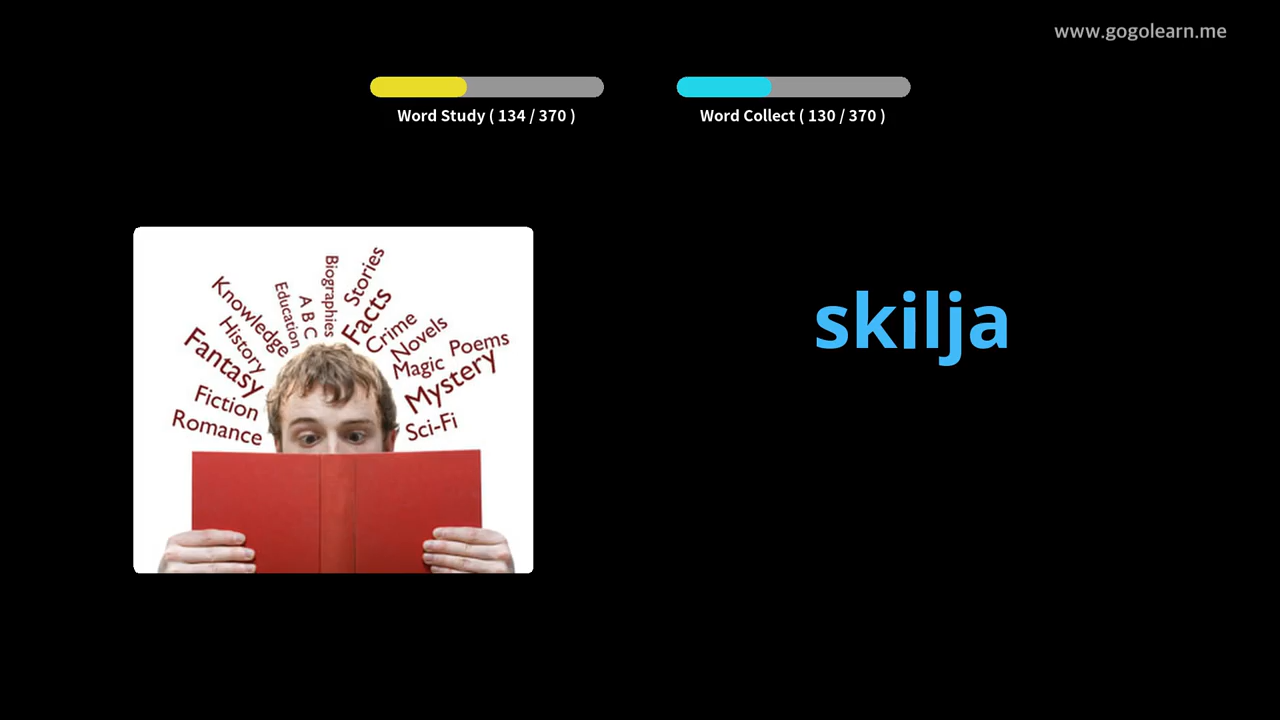 www.gogolearn.me
Word Study ( 134 / 370 )
Word Collect ( 130 / 370 )
skilja
Romance
Fiction
Fantasy
History
Knowledge
Education
A B C
Biographies
Stories
Facts
Crime
Novels
Magic
Poems
Mystery
Sci-Fi